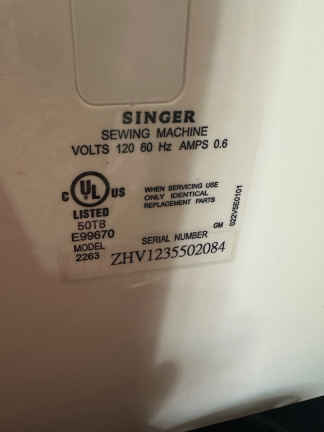 SINGER
SEWING MACHINE
VOLTS 120 60 Hz AMPS 0.6
C UL US
LISTED
50T8
E99670
MODEL
2263
WHEN SERVICING USE
ONLY IDENTICAL
REPLACEMENT PARTS
GM
SERIAL NUMBER
ZHV1235502084